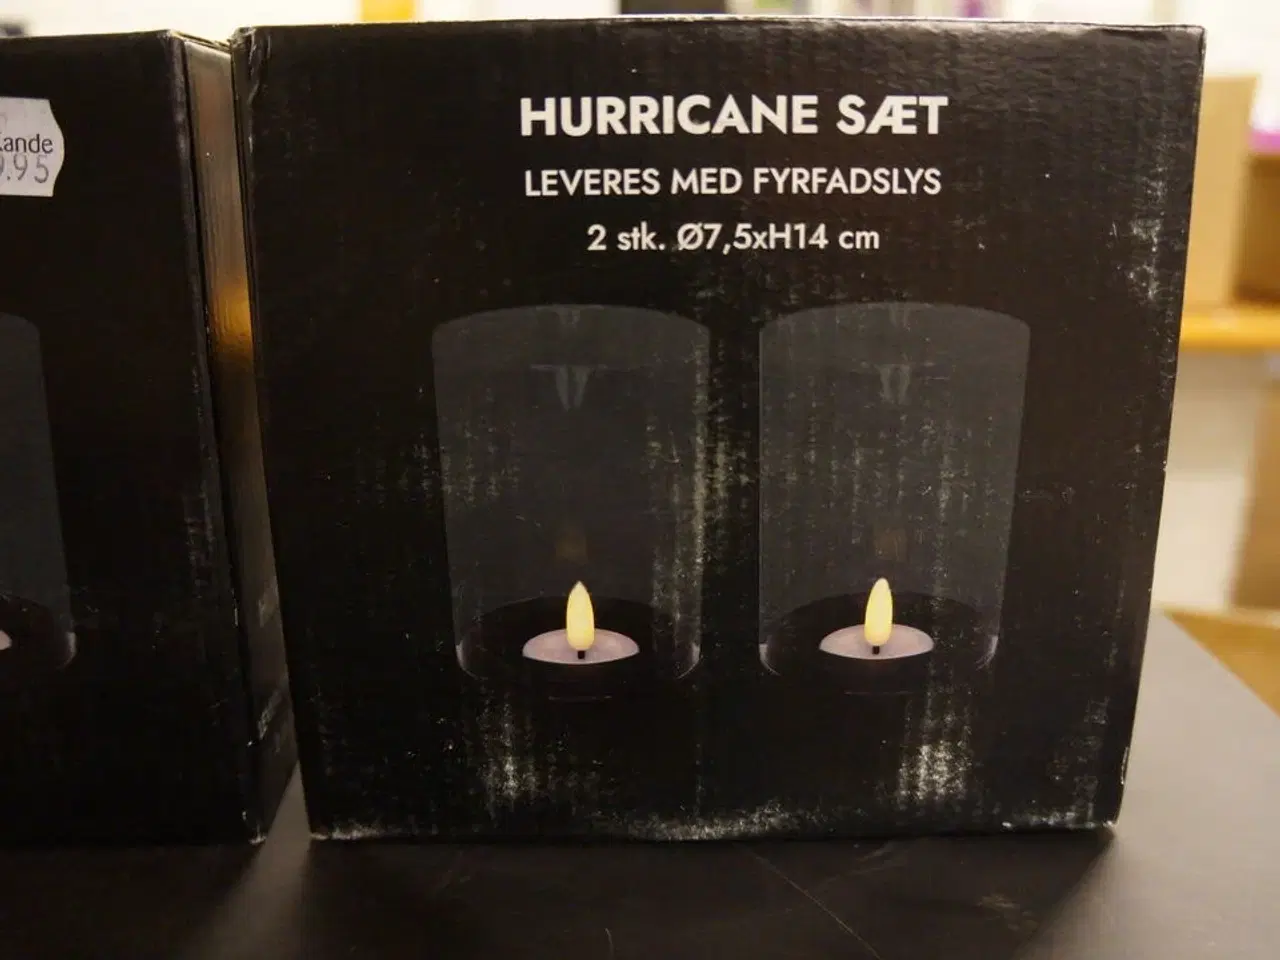 HURRICANE SÆT
LEVERES MED FYRFADSLYS
2 stk. Ø7,5xH14 cm